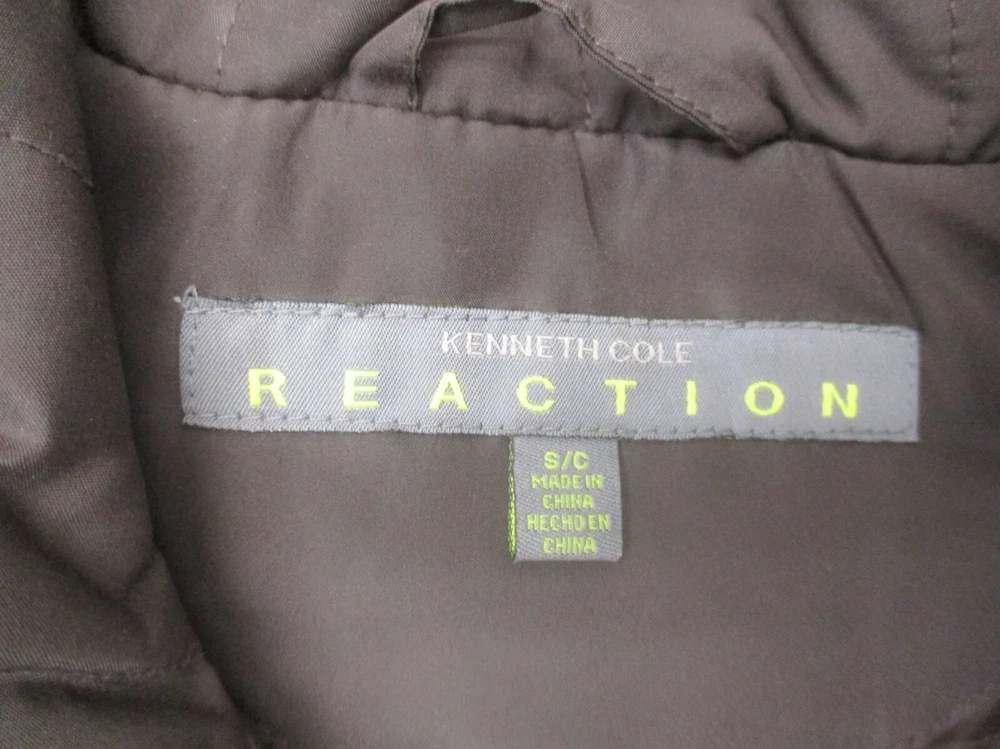 KENNETH COLE
REACTION
S/C
MADE IN
CHINA
HECHO EN
CHINA